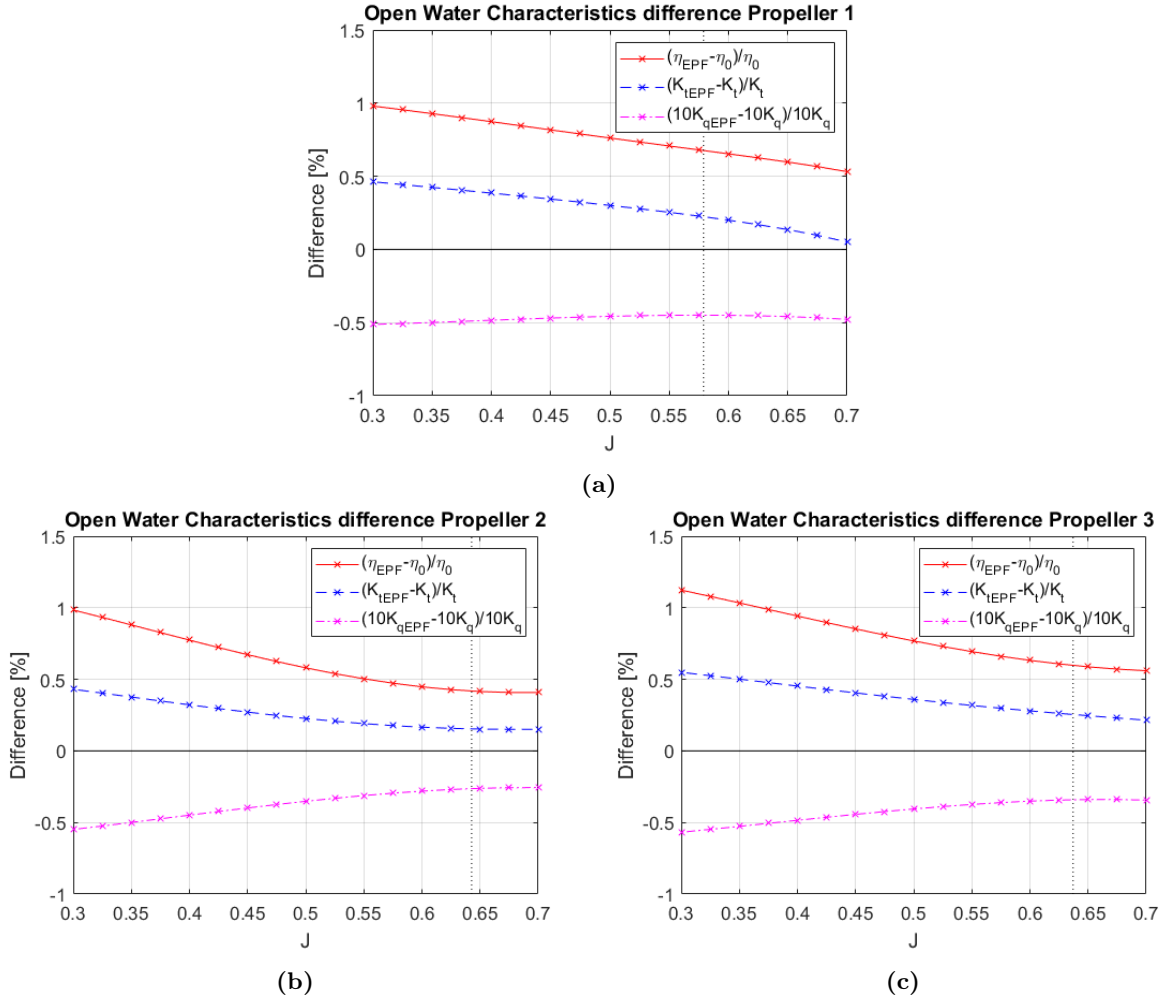 Open Water Characteristics difference Propeller 1
(η_EPF-η_0)/η_0
(K_tEPF-K_t)/K_t
(10K_qEPF-10K_q)/10K_q
Difference [%]
1.5
1
0.5
0
-0.5
-1
0.3 0.35 0.4 0.45 0.5 0.55 0.6 0.65 0.7
J
(a)
Open Water Characteristics difference Propeller 2
(η_EPF-η_0)/η_0
(K_tEPF-K_t)/K_t
(10K_qEPF-10K_q)/10K_q
Difference [%]
1.5
1
0.5
0
-0.5
-1
0.3 0.35 0.4 0.45 0.5 0.55 0.6 0.65 0.7
J
(b)
Open Water Characteristics difference Propeller 3
(η_EPF-η_0)/η_0
(K_tEPF-K_t)/K_t
(10K_qEPF-10K_q)/10K_q
Difference [%]
1.5
1
0.5
0
-0.5
-1
0.3 0.35 0.4 0.45 0.5 0.55 0.6 0.65 0.7
J
(c)